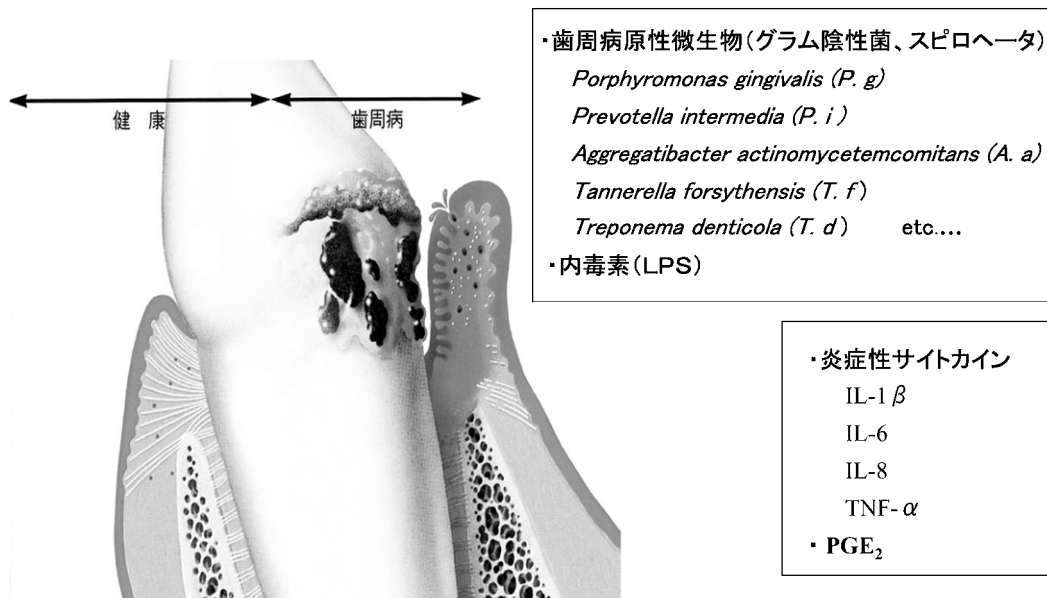 健 康
歯周病
・歯周病原性微生物(グラム陰性菌、スピロヘータ)
Porphyromonas gingivalis (P. g)
Prevotella intermedia (P. i )
Aggregatibacter actinomycetemcomitans (A. a)
Tannerella forsythensis (T. f )
Treponema denticola (T. d ) etc....
・内毒素(LPS)
・炎症性サイトカイン
IL-1β
IL-6
IL-8
TNF-α
・PGE₂